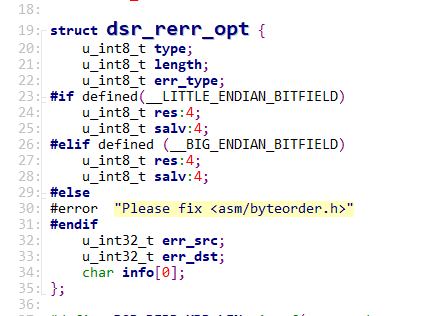 18:
19: struct dsr_rerr_opt {
20:     u_int8_t type;
21:     u_int8_t length;
22:     u_int8_t err_type;
23: #if defined(__LITTLE_ENDIAN_BITFIELD)
24:     u_int8_t res:4;
25:     u_int8_t salv:4;
26: #elif defined (__BIG_ENDIAN_BITFIELD)
27:     u_int8_t res:4;
28:     u_int8_t salv:4;
29: #else
30: #error  "Please fix <asm/byteorder.h>"
31: #endif
32:     u_int32_t err_src;
33:     u_int32_t err_dst;
34:     char info[0];
35: };
36: